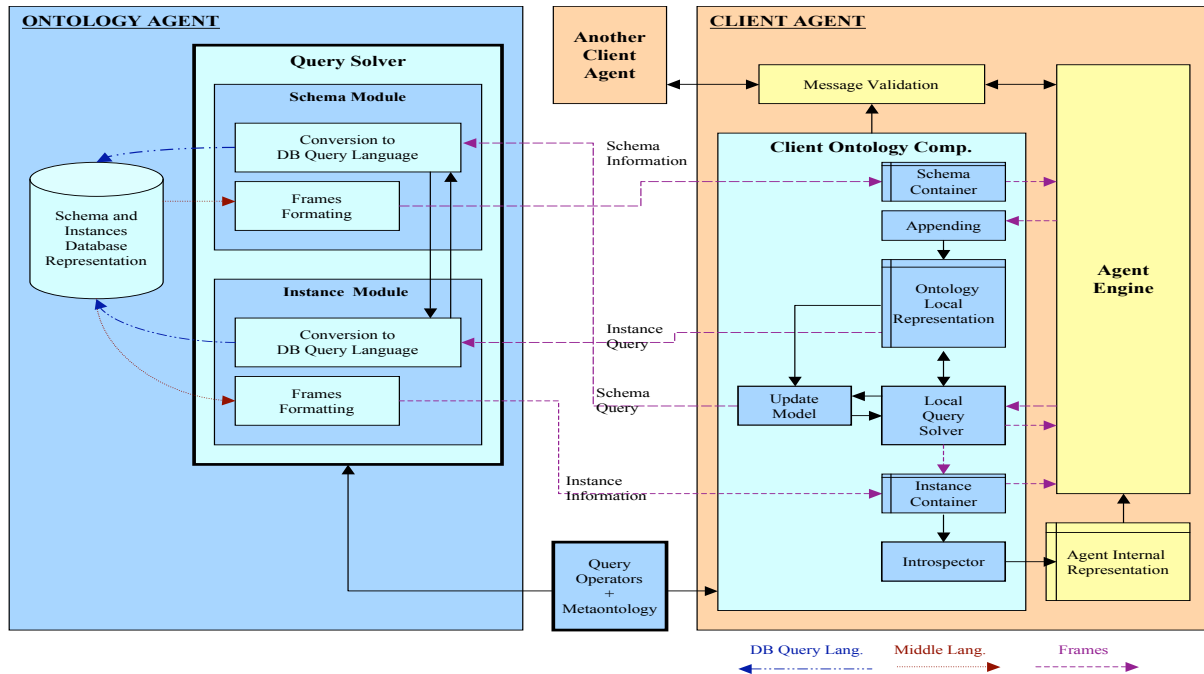 ONTOLOGY AGENT
Query Solver
Schema Module
Conversion to
DB Query Language
Frames
Formating
Schema and
Instances
Database
Representation
Instance Module
Conversion to
DB Query Language
Frames
Formatting
Another
Client
Agent
Schema
Information
Instance
Query
Schema
Query
Instance
Information
Query
Operators
+
Metaontology
CLIENT AGENT
Message Validation
Client Ontology Comp.
Schema
Container
Appending
Ontology
Local
Representation
Update
Model
Local
Query
Solver
Instance
Container
Introspector
Agent
Engine
Agent Internal
Representation
DB Query Lang.
Middle Lang.
Frames